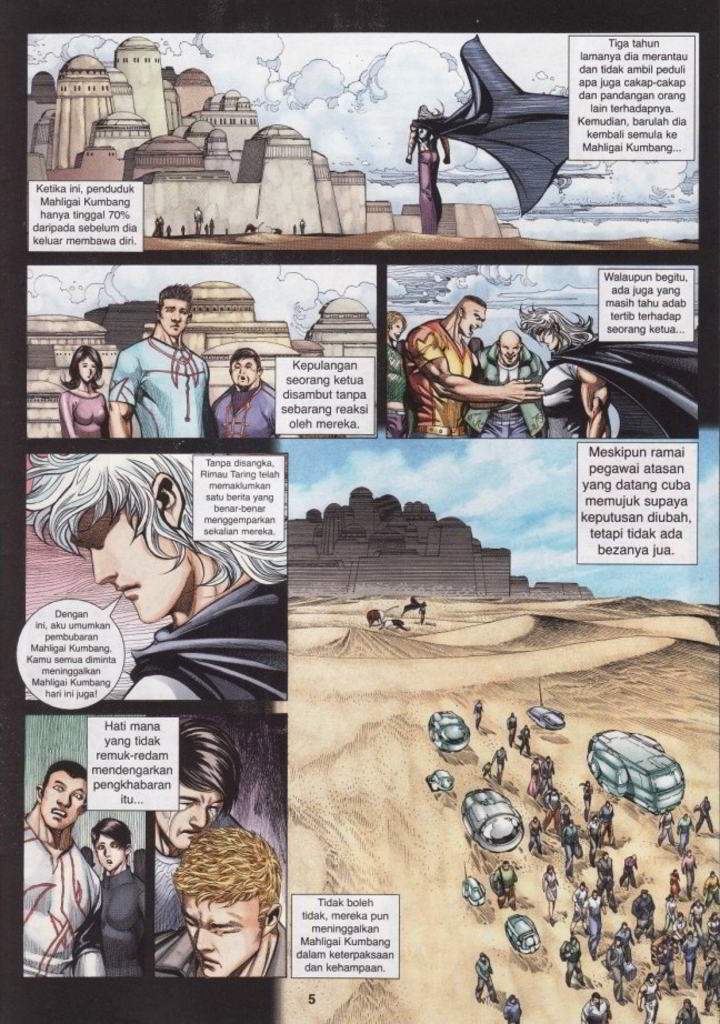 Tiga tahun
lamanya dia merantau
dan tidak ambil peduli
apa juga cakap-cakap
dan pandangan orang
lain terhadapnya.
Kemudian, barulah dia
kembali semula ke
Mahligai Kumbang...
Ketika ini, penduduk
Mahligai Kumbang
hanya tinggal 70%
daripada sebelum dia
keluar membawa diri.
Kepulangan
seorang ketua
disambut tanpa
sebarang reaksi
oleh mereka.
Walaupun begitu,
ada juga yang
masih tahu adab
tertib terhadap
seorang ketua...
Tanpa disangka,
Rimau Taring telah
memaklumkan
satu berita yang
benar-benar
menggemparkan
sekalian mereka.
Dengan
ini, aku umumkan
pembubaran
Mahligai Kumbang.
Kamu semua diminta
meninggalkan
Mahligai Kumbang
hari ini juga!
Meskipun ramai
pegawai atasan
yang datang cuba
memujuk supaya
keputusan diubah,
tetapi tidak ada
bezanya jua.
Hati mana
yang tidak
remuk-redam
mendengarkan
pengkhabaran
itu...
Tidak boleh
tidak, mereka pun
meninggalkan
Mahligai Kumbang
dalam keterpaksaan
dan kehampaan.
5